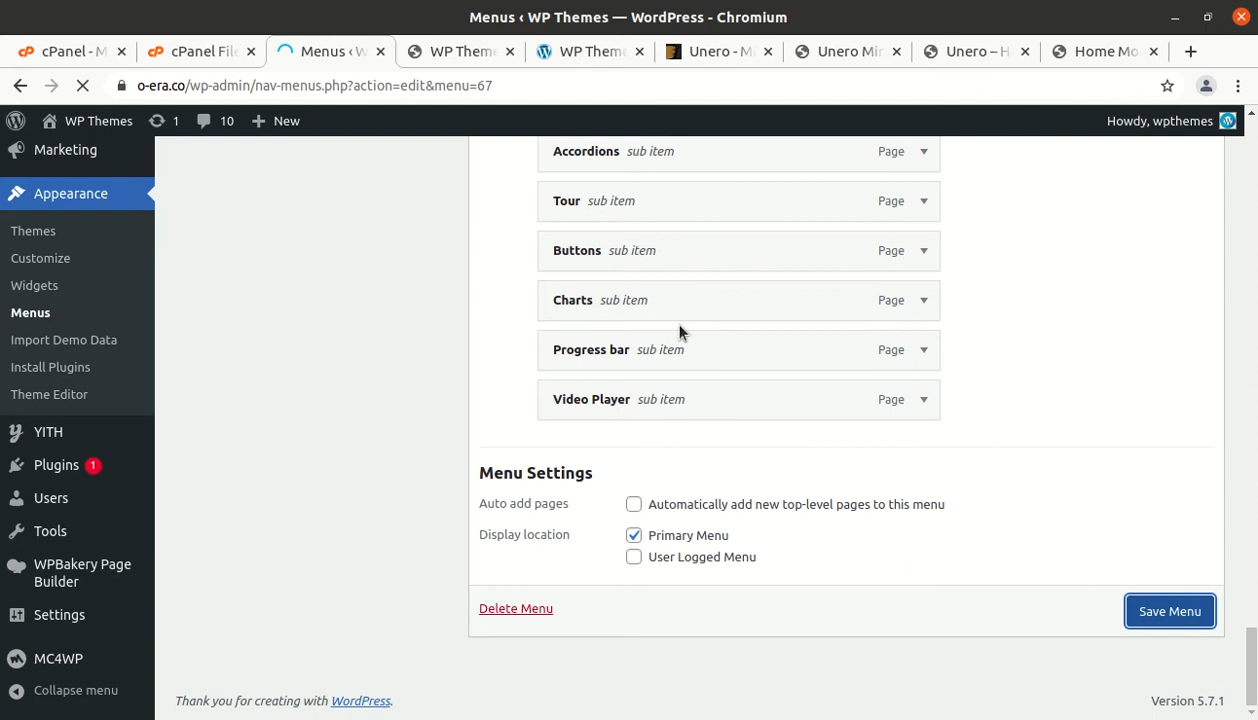 Menus ‹ WP Themes — WordPress - Chromium
cPanel - M
cPanel File
Menus ‹ W
WP Theme
WP Theme
Unero - Mi
Unero Min
Unero – H
Home Mo
o-era.co/wp-admin/nav-menus.php?action=edit&menu=67
WP Themes 1 10 New Howdy, wpthemes
Marketing
Appearance
Themes
Customize
Widgets
Menus
Import Demo Data
Install Plugins
Theme Editor
YITH
Plugins 1
Users
Tools
WPBakery Page
Builder
Settings
MC4WP
Collapse menu
Accordions sub item Page
Tour sub item Page
Buttons sub item Page
Charts sub item Page
Progress bar sub item Page
Video Player sub item Page
Menu Settings
Auto add pages Automatically add new top-level pages to this menu
Display location Primary Menu
User Logged Menu
Delete Menu Save Menu
Thank you for creating with WordPress. Version 5.7.1